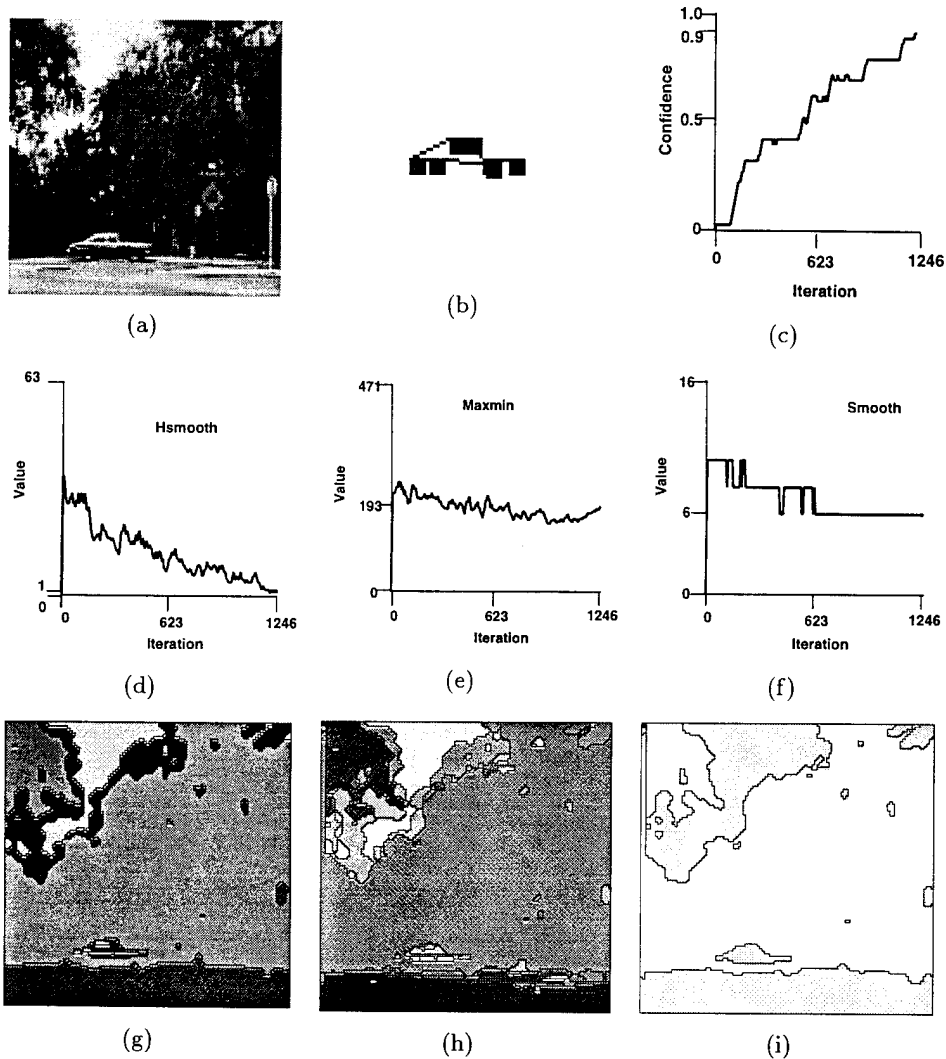 (a)
(b)
1.0
0.9
0.5
0
Confidence
0
623
1246
Iteration
(c)
63
1
0
Value
Hsmooth
0
623
1246
Iteration
(d)
471
193
0
Value
Maxmin
0
623
1246
Iteration
(e)
16
6
0
Value
Smooth
0
623
1246
Iteration
(f)
(g)
(h)
(i)